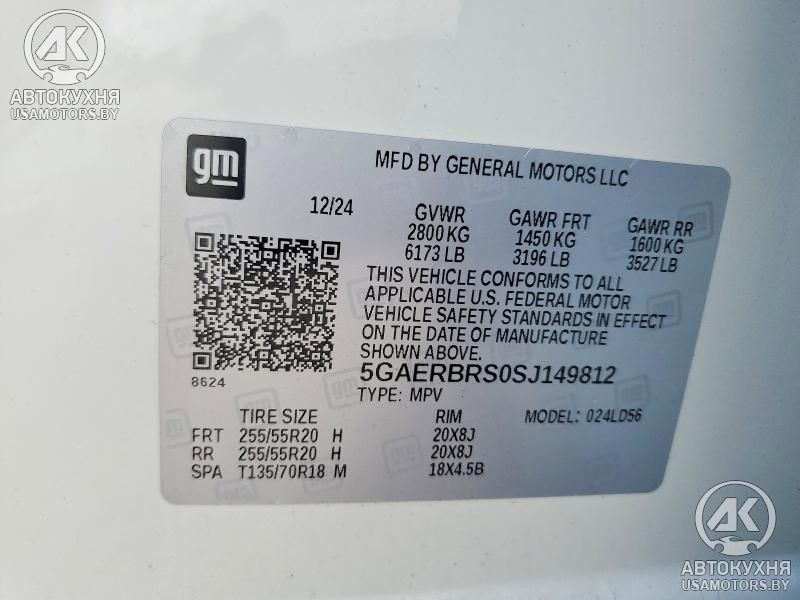 AK
АВТОКУХНЯ
USAMOTORS.BY
gm
MFD BY GENERAL MOTORS LLC
12/24
GVWR
2800 KG
6173 LB
GAWR FRT
1450 KG
3196 LB
GAWR RR
1600 KG
3527 LB
THIS VEHICLE CONFORMS TO ALL
APPLICABLE U.S. FEDERAL MOTOR
VEHICLE SAFETY STANDARDS IN EFFECT
ON THE DATE OF MANUFACTURE
SHOWN ABOVE.
8624
5GAERBRS0SJ149812
TYPE: MPV
MODEL: 024LD56
TIRE SIZE RIM
FRT 255/55R20 H 20X8J
RR 255/55R20 H 20X8J
SPA T135/70R18 M 18X4.5B
AK
АВТОКУХНЯ
USAMOTORS.BY